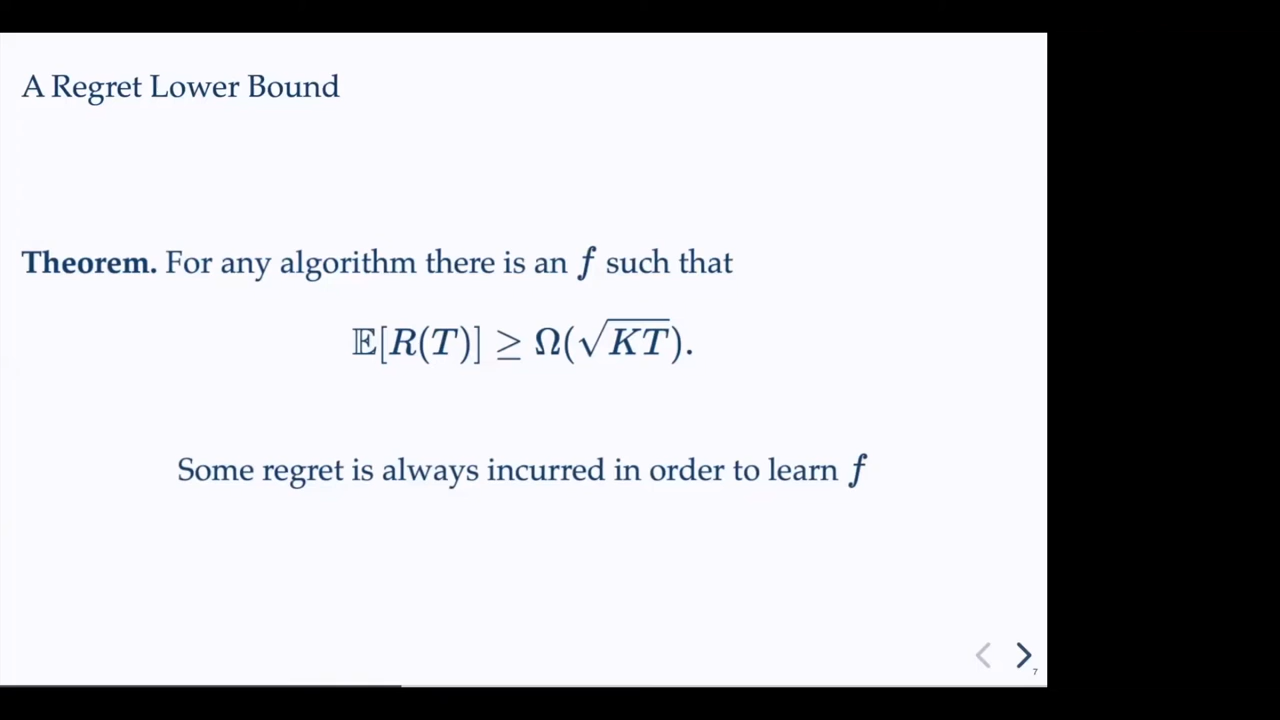 A Regret Lower Bound
Theorem. For any algorithm there is an f such that
𝔼[R(T)] ≥ Ω(√KT).
Some regret is always incurred in order to learn f
7